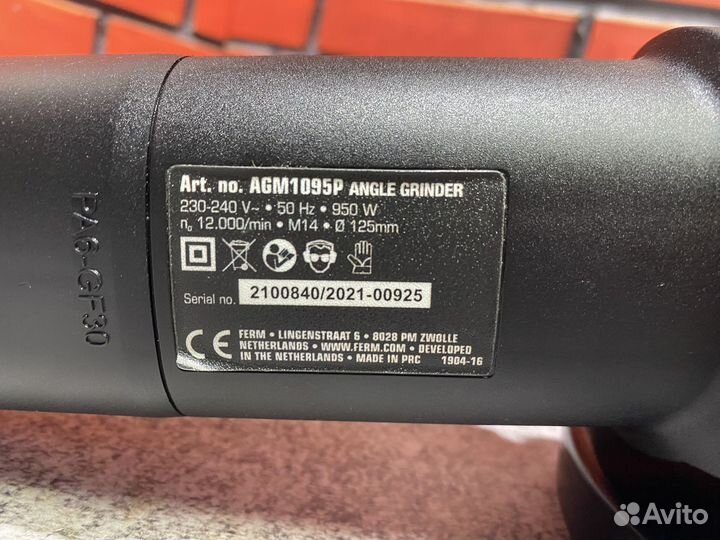 Art. no. AGM1095P ANGLE GRINDER
230-240 V~ • 50 Hz • 950 W
n₀ 12.000/min • M14 • Ø 125mm
Serial no. 2100840/2021-00925
CE
FERM • LINGENSTRAAT 6 • 8028 PM ZWOLLE
NETHERLANDS • WWW.FERM.COM • DEVELOPED
IN THE NETHERLANDS • MADE IN PRC 1904-16
PA6-GF30
Avito